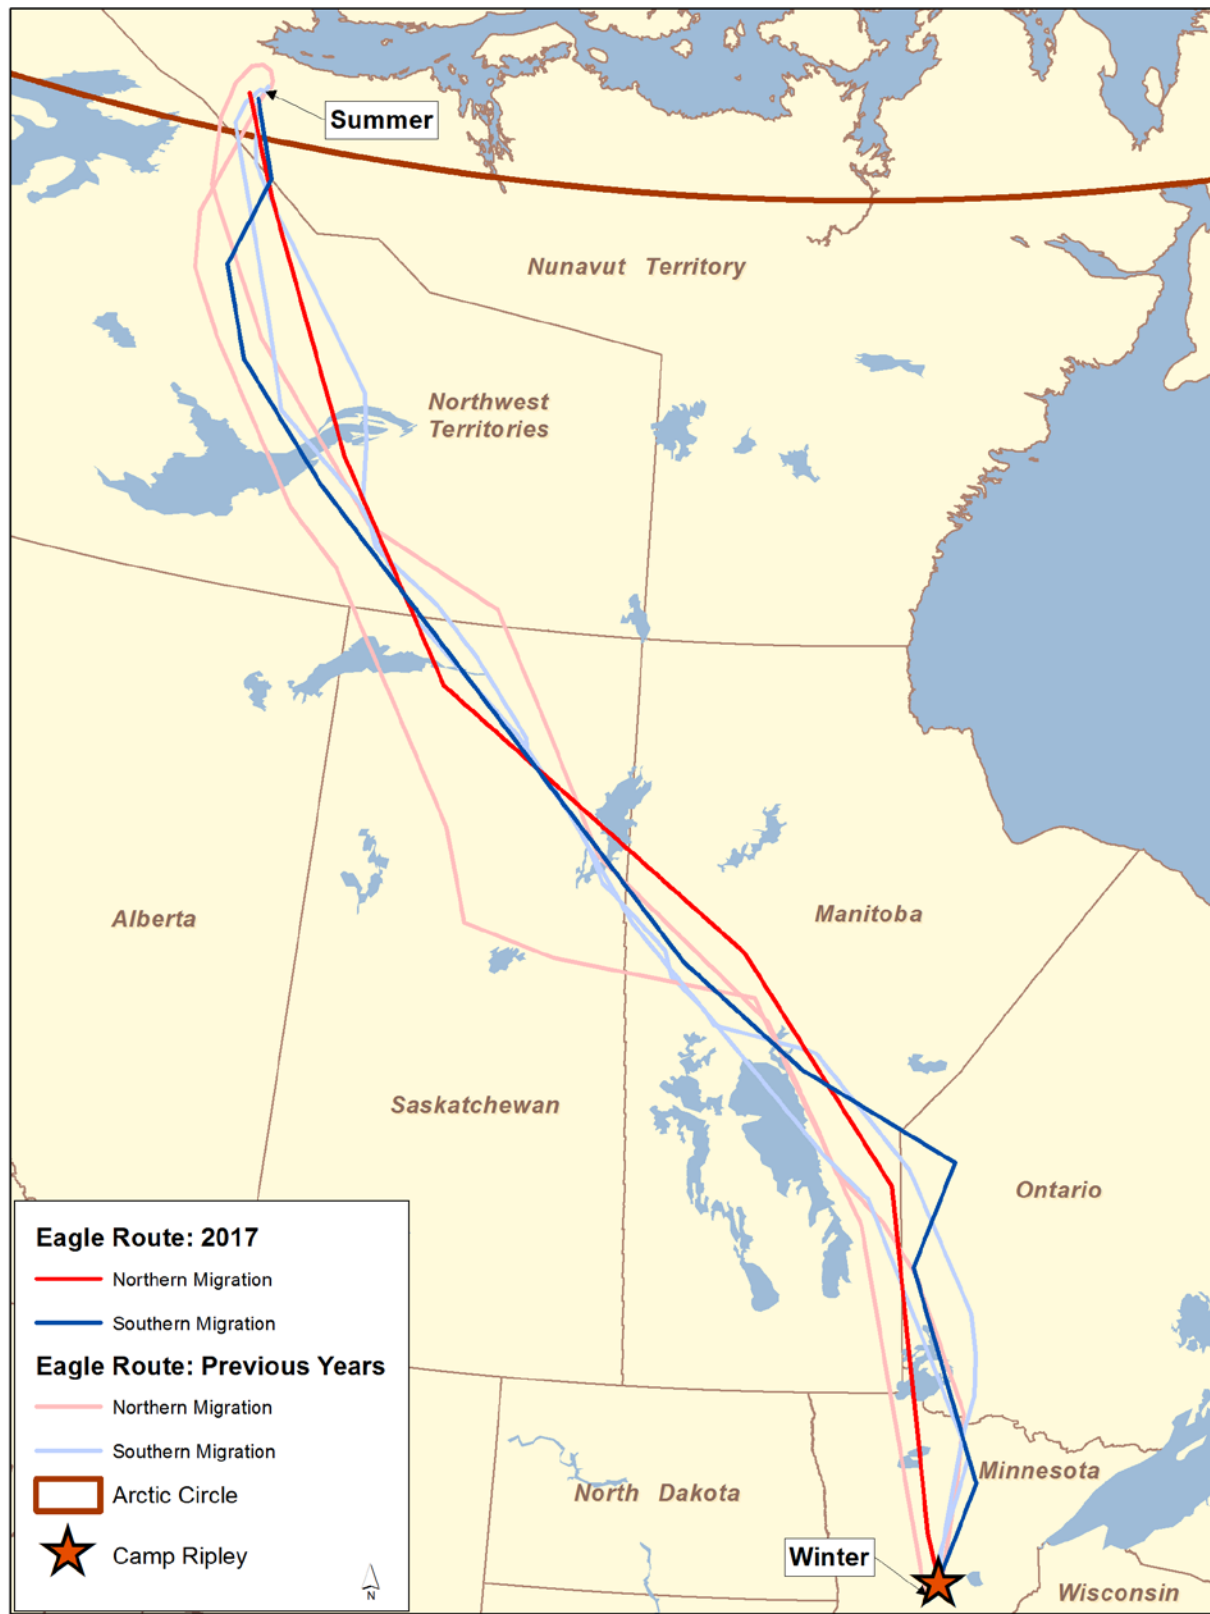 Summer
Nunavut Territory
Northwest
Territories
Alberta
Manitoba
Saskatchewan
Ontario
Eagle Route: 2017
Northern Migration
Southern Migration
Eagle Route: Previous Years
Northern Migration
Southern Migration
Arctic Circle
Camp Ripley
N
North Dakota
Minnesota
Winter
Wisconsin